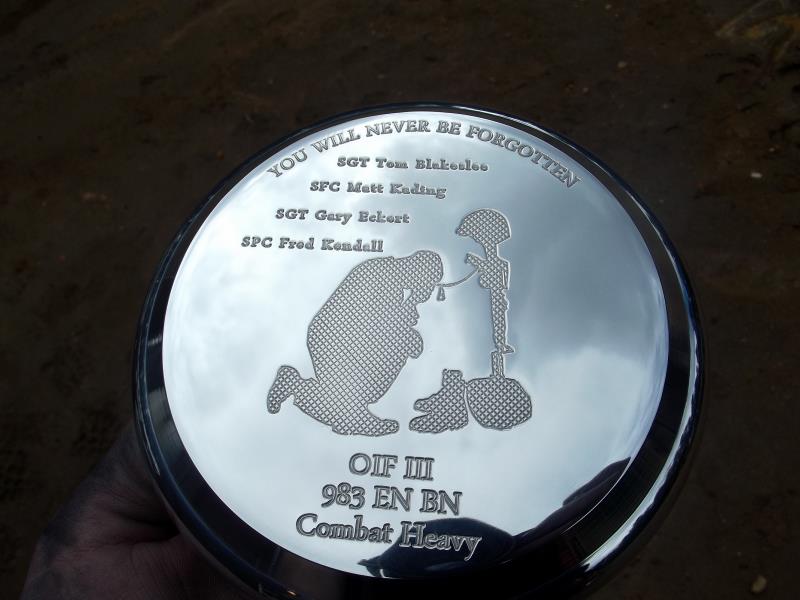 YOU WILL NEVER BE FORGOTTEN
SGT Tom Blakeslee
SFC Matt Kading
SGT Gary Eckert
SPC Fred Kendall
OIF III
983 EN BN
Combat Heavy